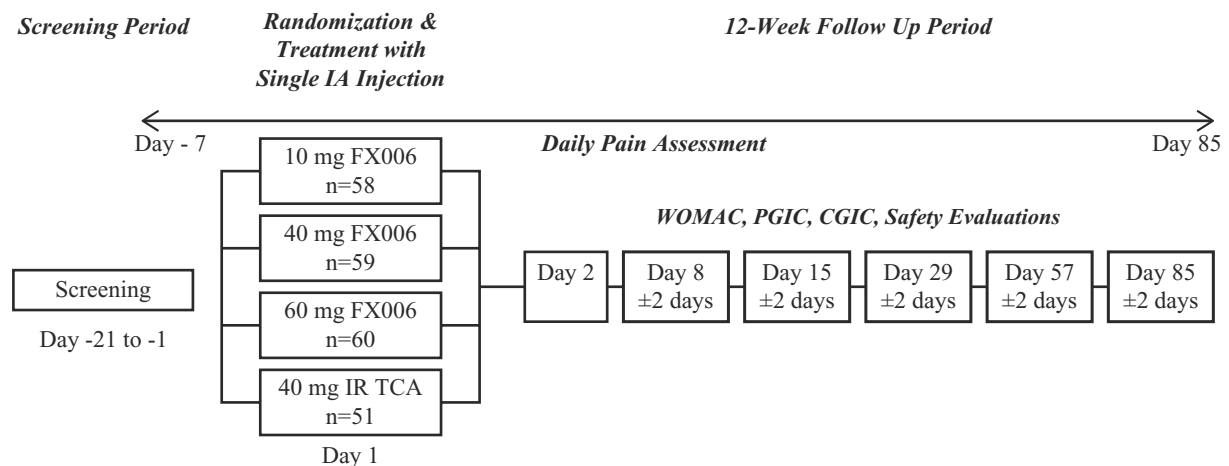 Screening Period
Randomization &
Treatment with
Single IA Injection
12-Week Follow Up Period
Day - 7
Daily Pain Assessment
Day 85
10 mg FX006
n=58
40 mg FX006
n=59
60 mg FX006
n=60
40 mg IR TCA
n=51
Day 1
Screening
Day -21 to -1
WOMAC, PGIC, CGIC, Safety Evaluations
Day 2
Day 8
±2 days
Day 15
±2 days
Day 29
±2 days
Day 57
±2 days
Day 85
±2 days